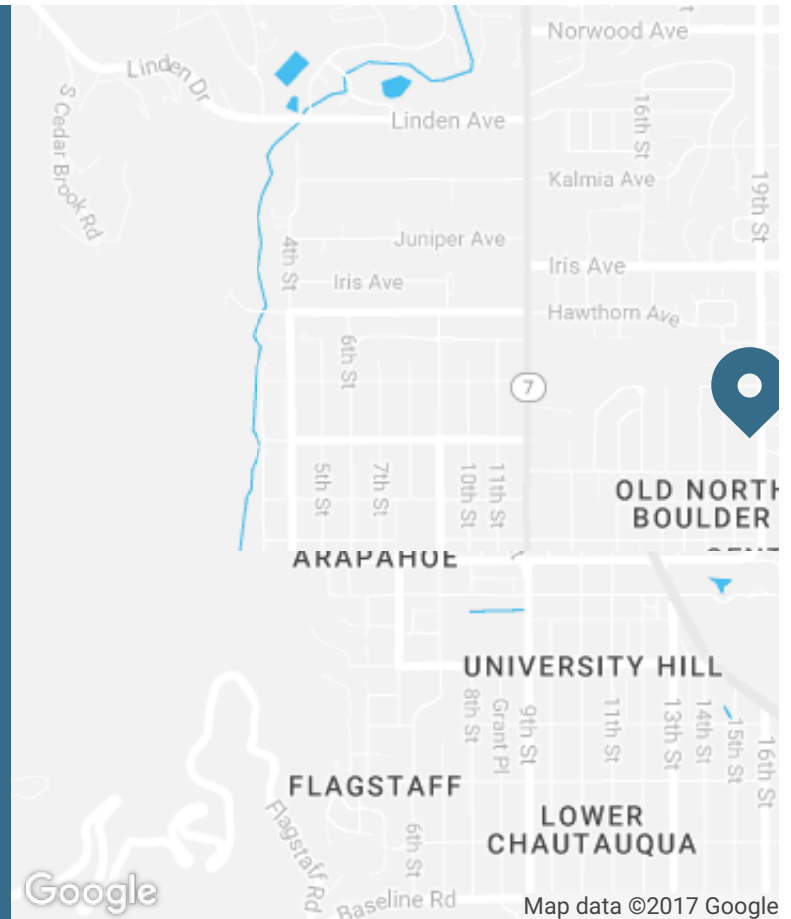 Norwood Ave
Linden Dr
S Cedar Brook Rd
16th St
Linden Ave
Kalmia Ave
19th St
Juniper Ave
4th St
Iris Ave
Iris Ave
Hawthorn Ave
6th St
7
5th St
7th St
10th St
11th St
OLD NORTH
BOULDER
ARAPAHOE
UNIVERSITY HILL
8th St
Grant Pl
9th St
11th St
13th St
14th St
15th St
16th St
FLAGSTAFF
Flagstaff Rd
6th St
LOWER
CHAUTAUQUA
Baseline Rd
Google
Map data ©2017 Google